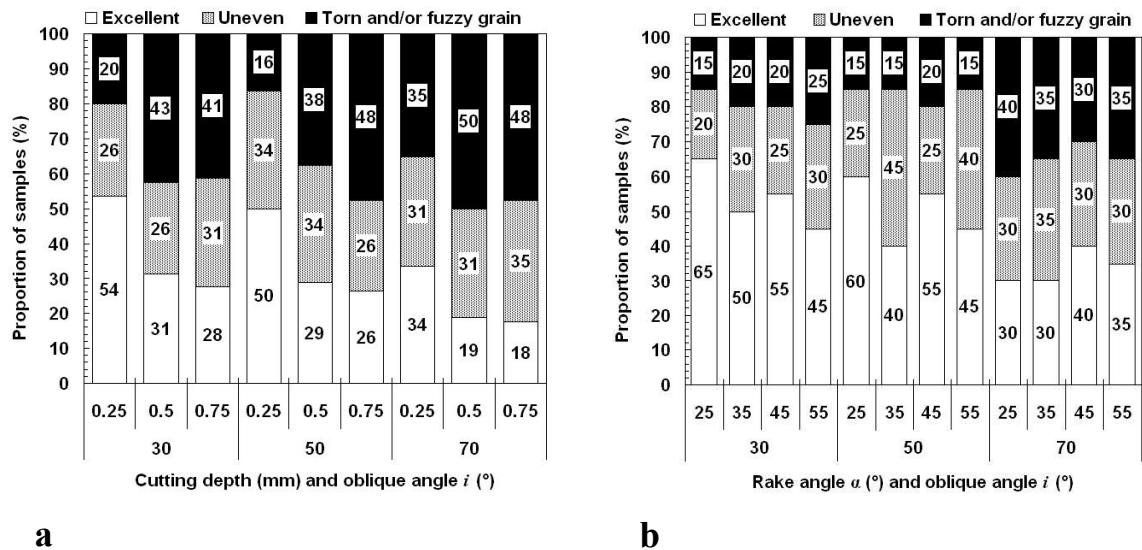 Excellent Uneven Torn and/or fuzzy grain
Proportion of samples (%)
100
90
80
70
60
50
40
30
20
10
0
20 43 41 16 38 48 35 50 48
26 26 31 34 34 26 31 31 35
54 31 28 50 29 26 34 19 18
0.25 0.5 0.75 0.25 0.5 0.75 0.25 0.5 0.75
30 50 70
Cutting depth (mm) and oblique angle i (°)
a
Excellent Uneven Torn and/or fuzzy grain
Proportion of samples (%)
100
90
80
70
60
50
40
30
20
10
0
15 20 20 25 15 15 20 15 40 35 30 35
20 30 25 30 25 45 25 40 30 35 30 30
65 50 55 45 60 40 55 45 30 30 40 35
25 35 45 55 25 35 45 55 25 35 45 55
30 50 70
Rake angle α (°) and oblique angle i (°)
b